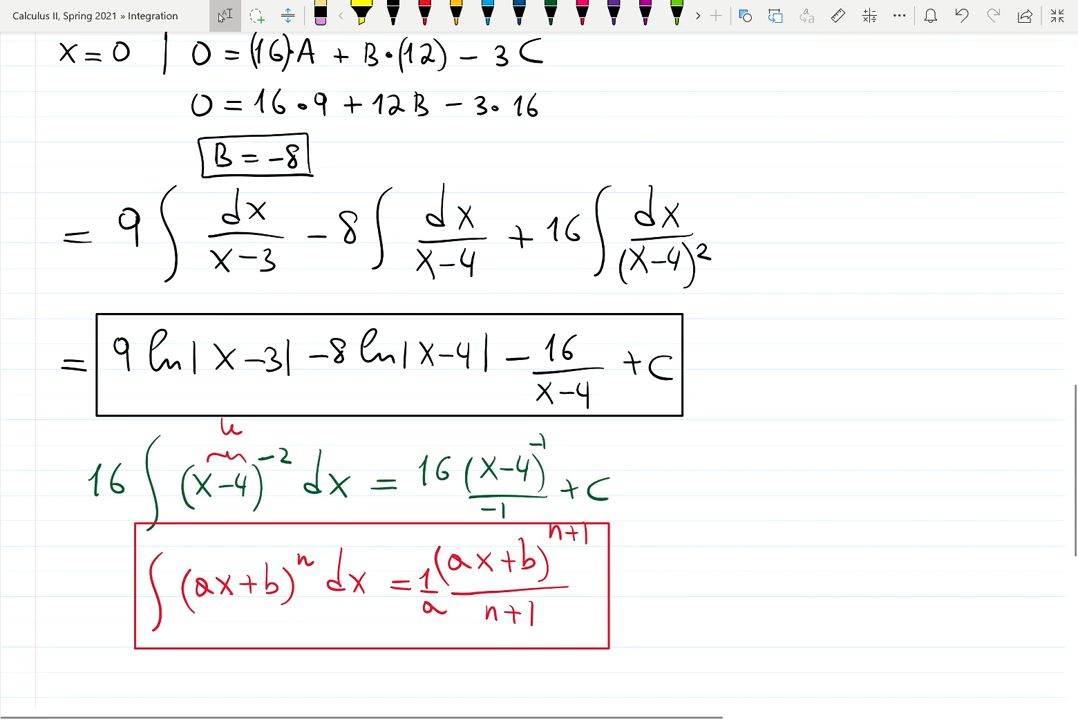 Calculus II, Spring 2021 » Integration
x = 0 | 0 = (16)·A + B·(12) − 3C
0 = 16·9 + 12B − 3·16
B = −8
= 9 ∫ dx/(x−3) − 8 ∫ dx/(x−4) + 16 ∫ dx/(x−4)²
= 9 ln|x−3| − 8 ln|x−4| − 16/(x−4) + C
u
16 ∫ (x−4)⁻² dx = 16 (x−4)⁻¹/−1 + C
∫ (ax+b)ⁿ dx = 1/a (ax+b)ⁿ⁺¹/n+1